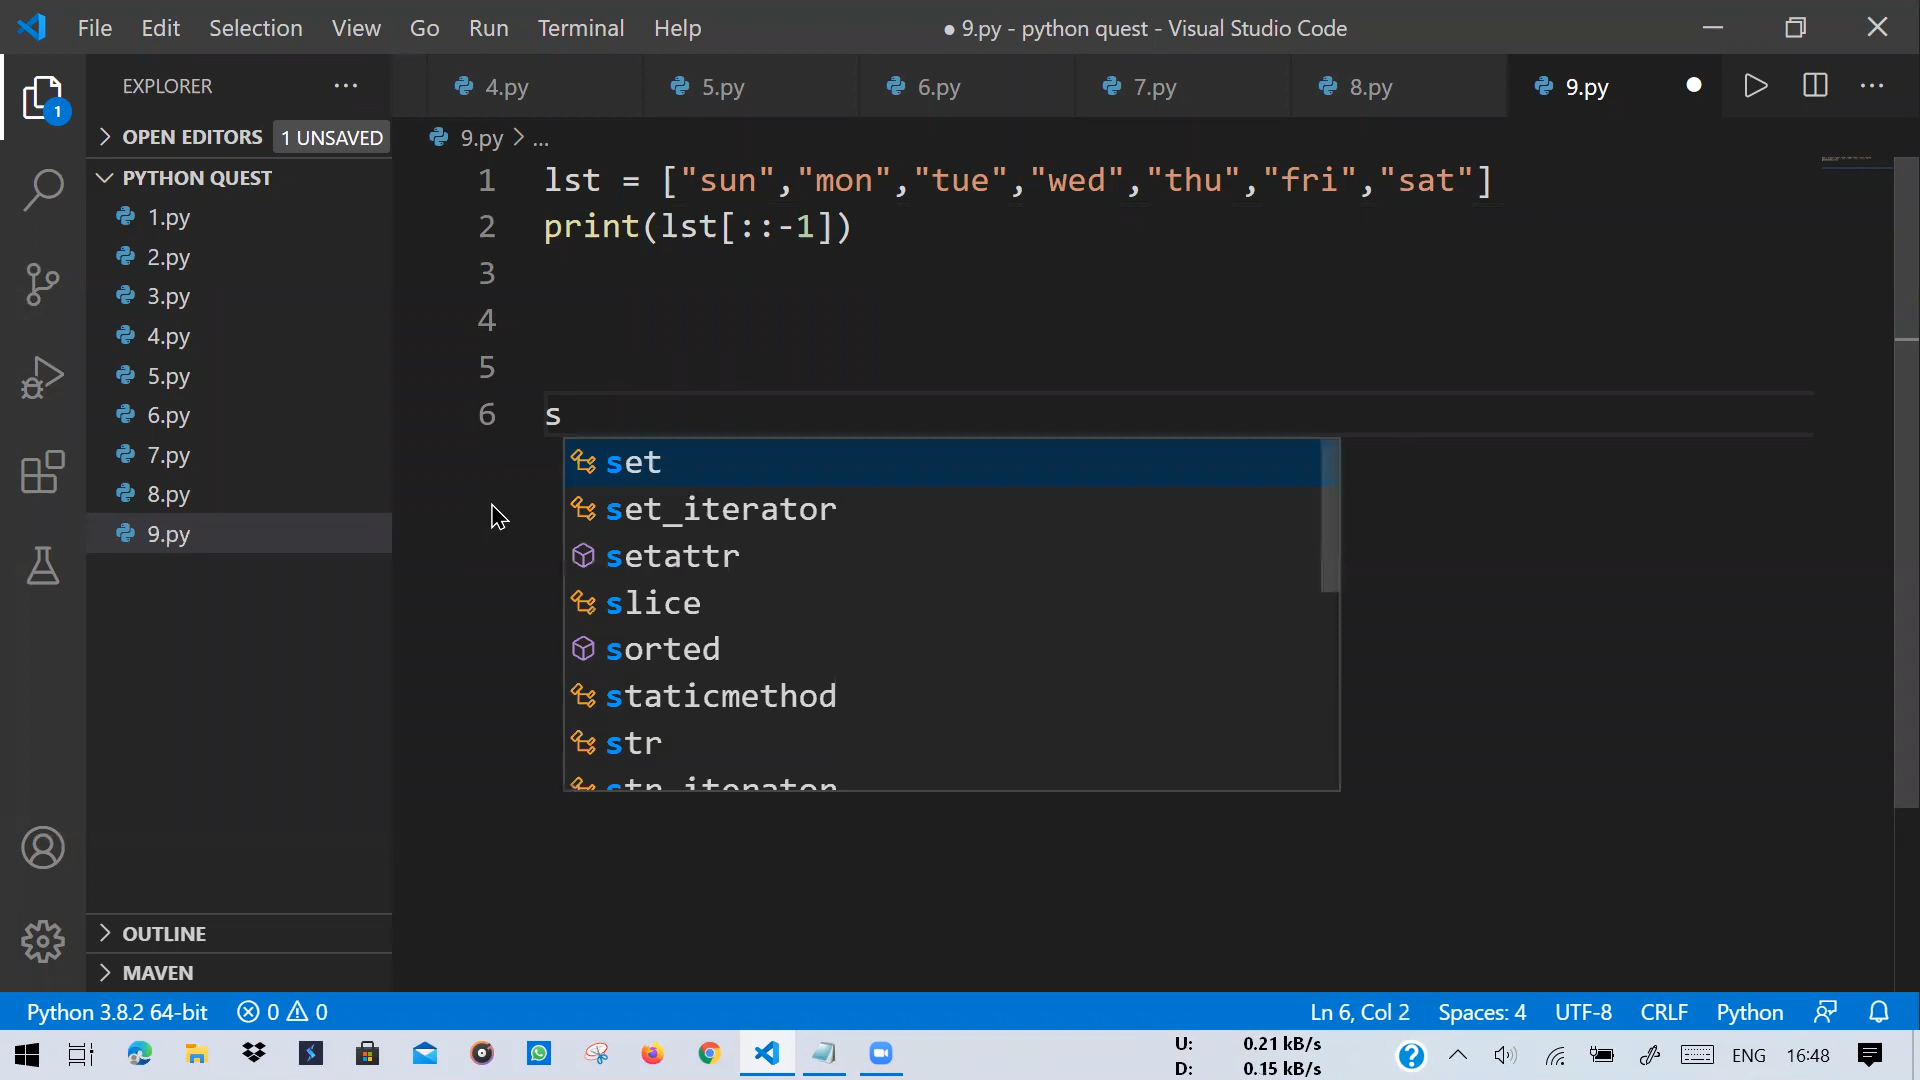 File Edit Selection View Go Run Terminal Help
● 9.py - python quest - Visual Studio Code
EXPLORER ...
4.py 5.py 6.py 7.py 8.py 9.py
1
OPEN EDITORS 1 UNSAVED
9.py > ...
PYTHON QUEST
1.py
2.py
3.py
4.py
5.py
6.py
7.py
8.py
9.py
OUTLINE
MAVEN
1 lst = ["sun","mon","tue","wed","thu","fri","sat"]
2 print(lst[::-1])
3
4
5
6 s
set
set_iterator
setattr
slice
sorted
staticmethod
str
str_iterator
Python 3.8.2 64-bit 0 0
Ln 6, Col 2 Spaces: 4 UTF-8 CRLF Python
U: 0.21 kB/s
D: 0.15 kB/s
ENG 16:48